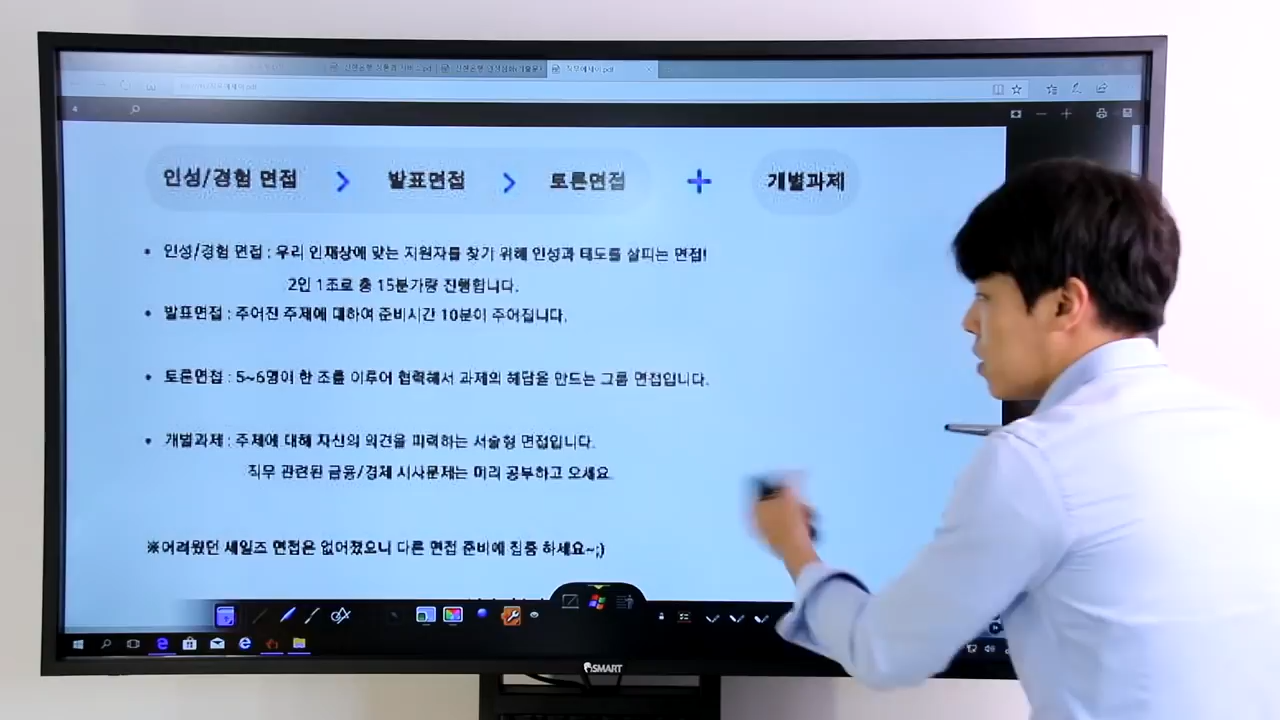 인성/경험 면접 > 발표면접 > 토론면접 + 개별과제
• 인성/경험 면접 : 우리 인재상에 맞는 지원자를 찾기 위해 인성과 태도를 살피는 면접!
2인 1조로 총 15분가량 진행합니다.
• 발표면접 : 주어진 주제에 대하여 준비시간 10분이 주어집니다.
• 토론면접 : 5~6명이 한 조를 이루어 협력해서 과제의 해답을 만드는 그룹 면접입니다.
• 개별과제 : 주제에 대해 자신의 의견을 피력하는 서술형 면접입니다.
직무 관련된 금융/경제 시사문제는 미리 공부하고 오세요.
※어려웠던 세일즈 면접은 없어졌으니 다른 면접 준비에 집중 하세요~;)
SMART